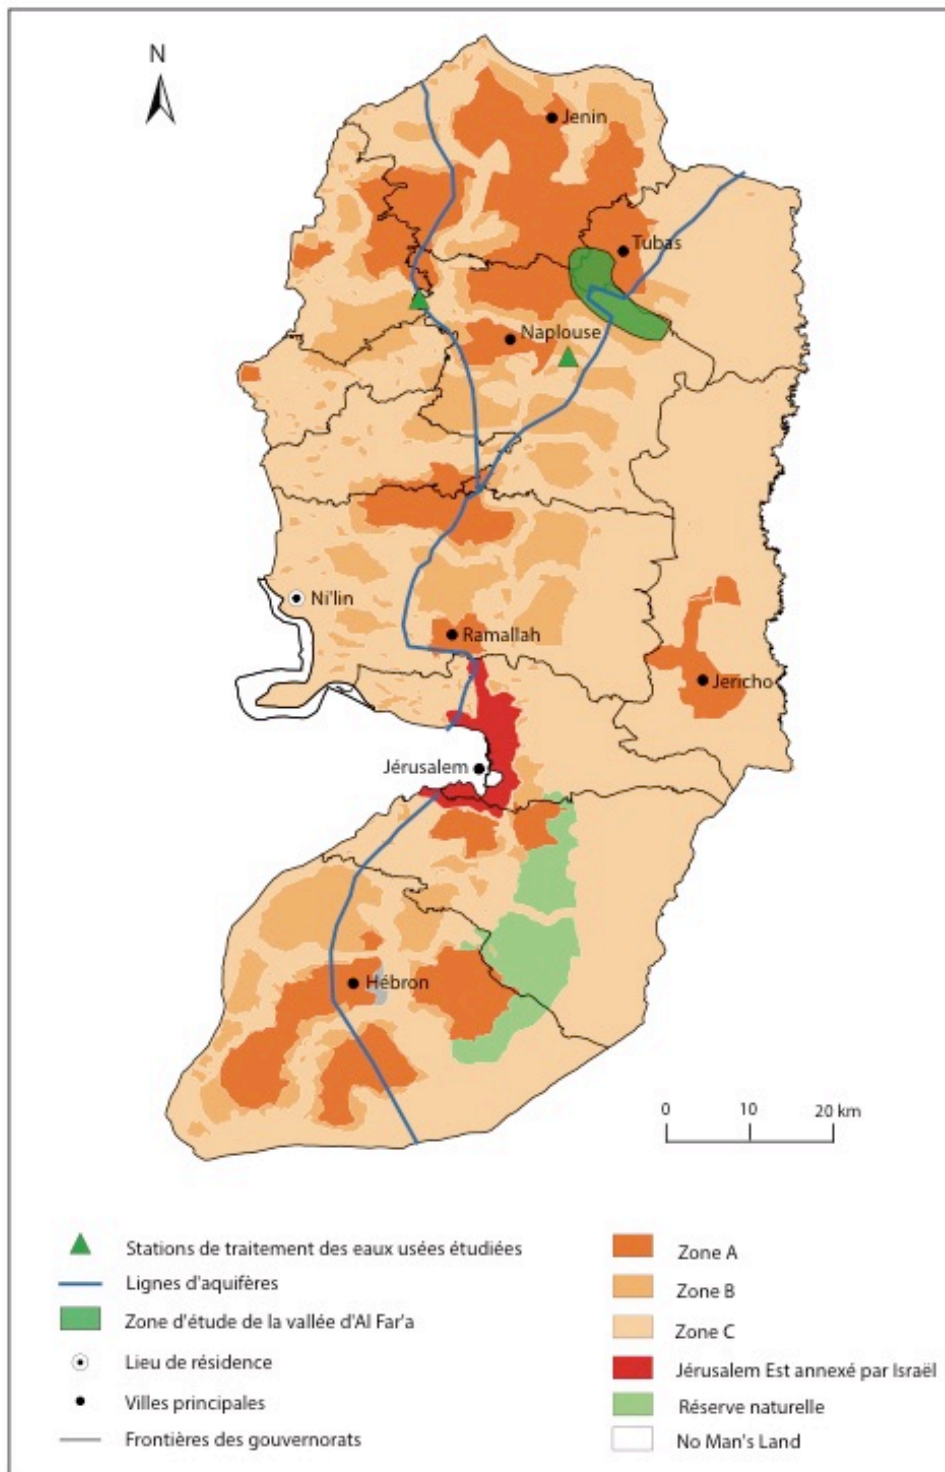 N
Jenin
Tubas
Naplouse
Ni'lin
Ramallah
Jericho
Jérusalem
Hébron
0 10 20 km
Stations de traitement des eaux usées étudiées
Lignes d'aquifères
Zone d'étude de la vallée d'Al Far'a
Lieu de résidence
Villes principales
Frontières des gouvernorats
Zone A
Zone B
Zone C
Jérusalem Est annexé par Israël
Réserve naturelle
No Man's Land